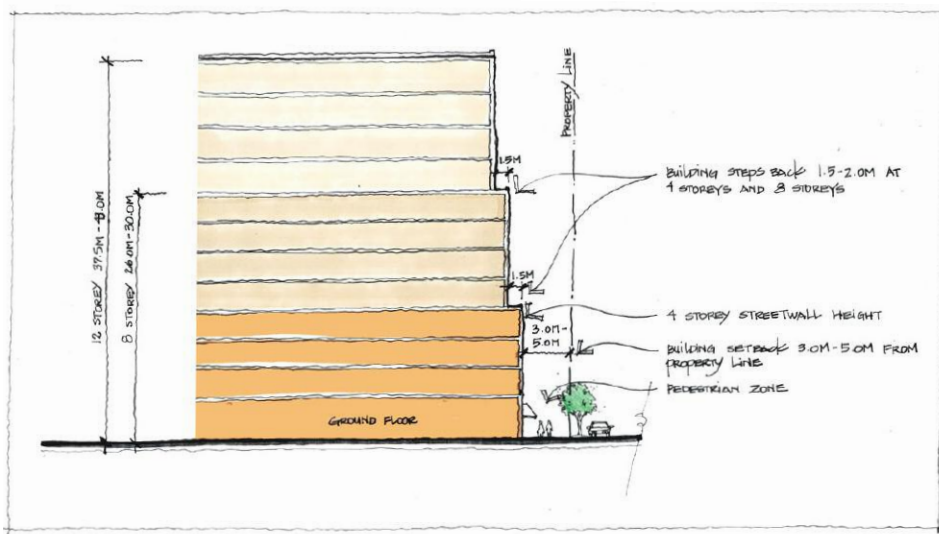 12 STOREY 37.5M -
8 STOREY 26.0M - 30.0M
PROPERTY LINE
1.5M
1.5M
3.0M-
5.0M
GROUND FLOOR
BUILDING STEPS BACK 1.5-2.0M AT
4 STOREYS AND 8 STOREYS
4 STOREY STREETWALL HEIGHT
BUILDING SETBACK 3.0M-5.0M FROM
PROPERTY LINE
PEDESTRIAN ZONE